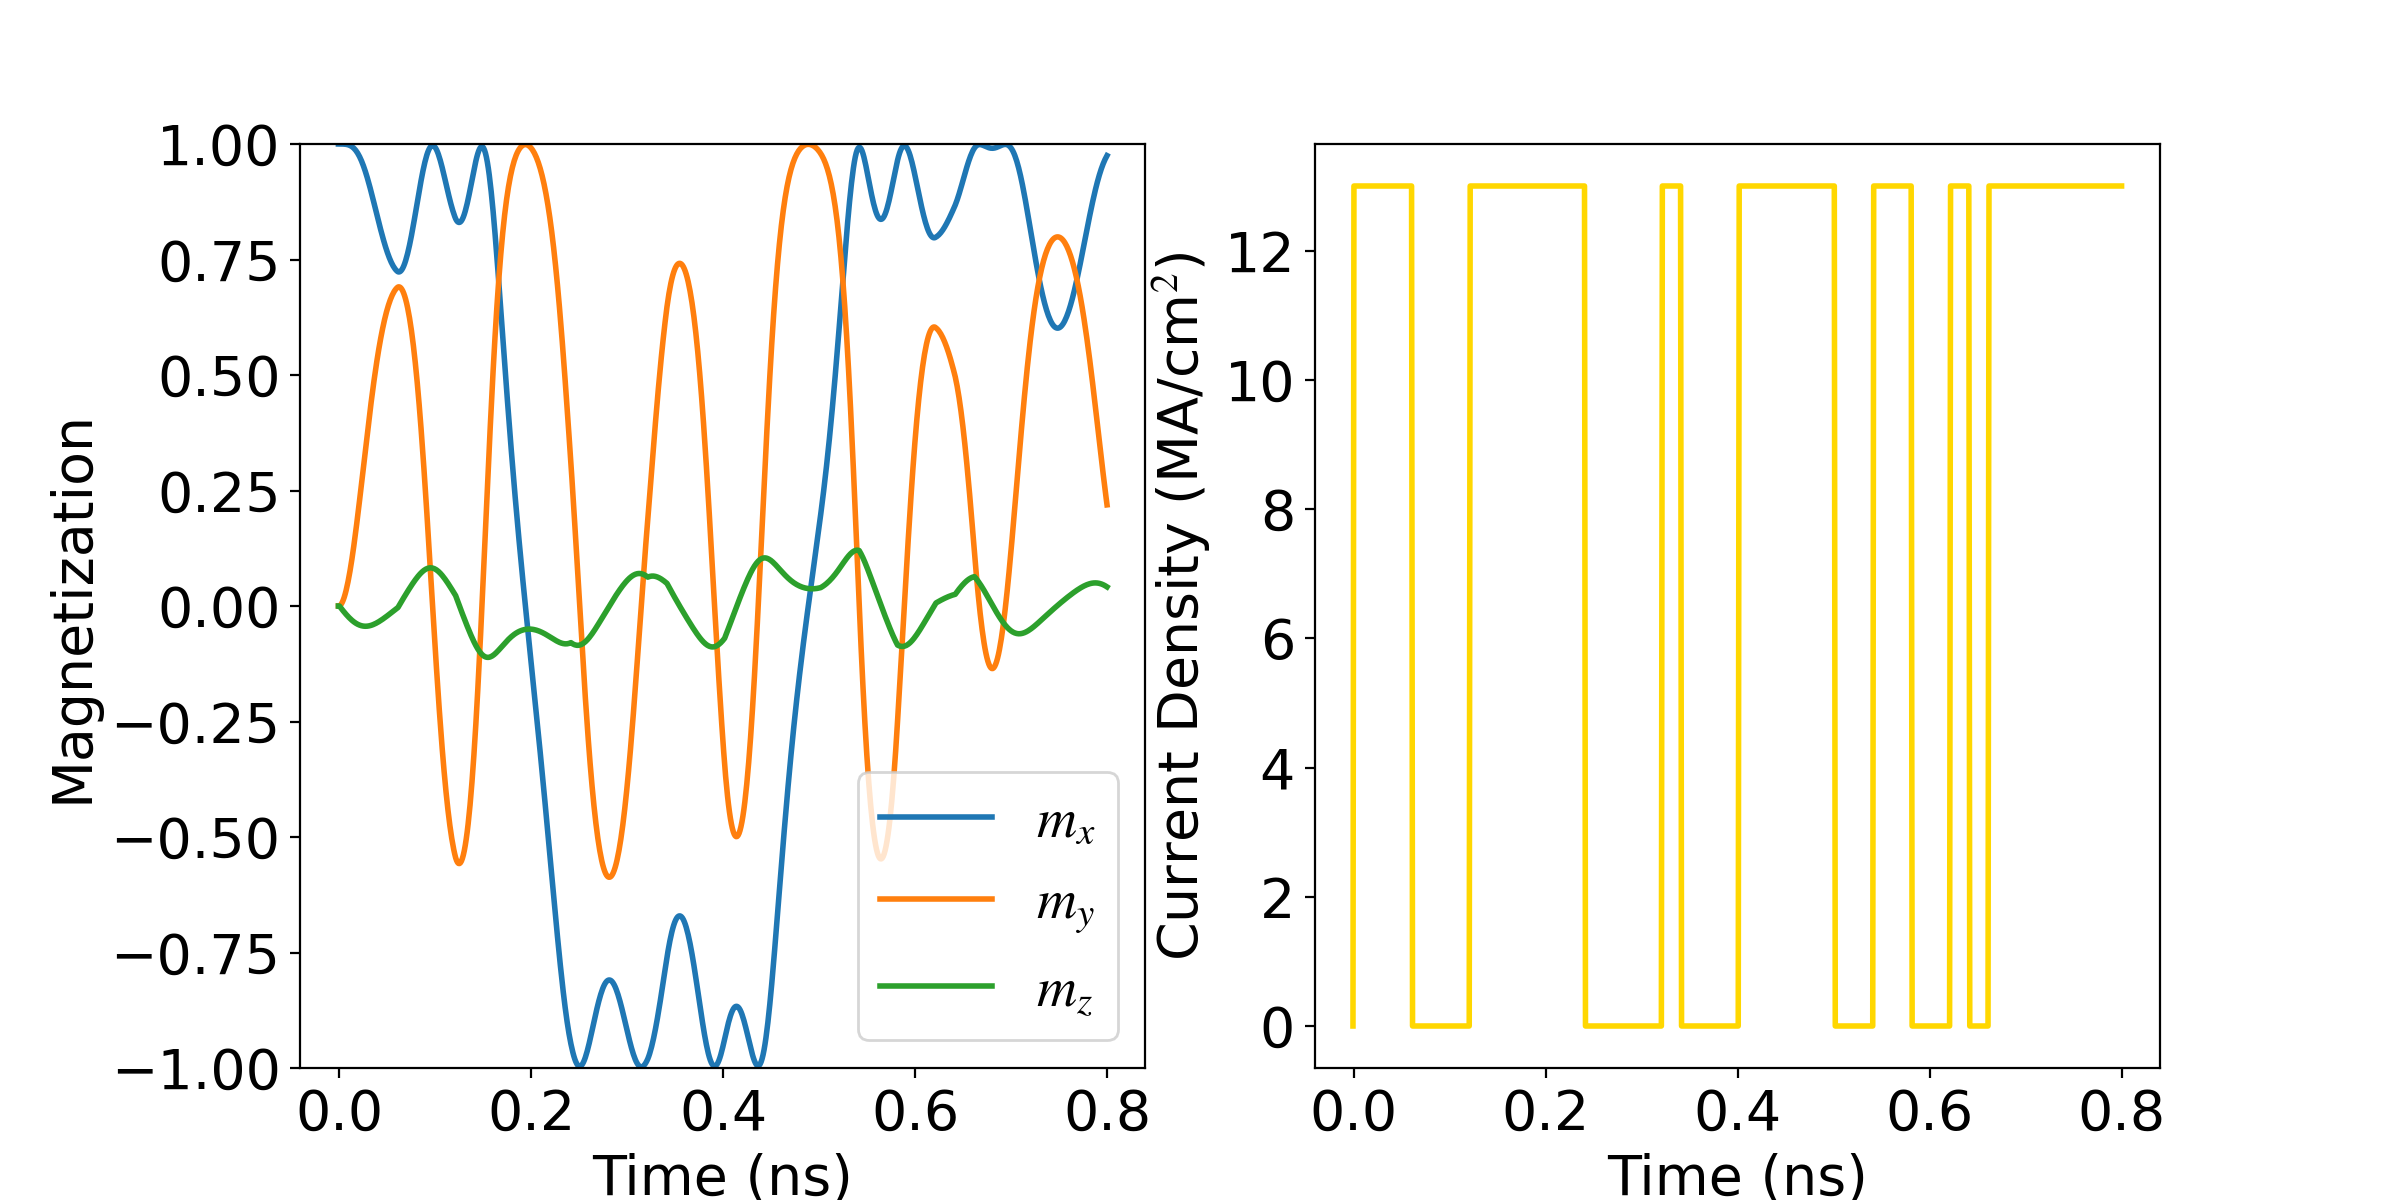 1.00
0.75
0.50
0.25
0.00
−0.25
−0.50
−0.75
−1.00
Magnetization
0.0 0.2 0.4 0.6 0.8
Time (ns)
m_x
m_y
m_z
12
10
8
6
4
2
0
Current Density (MA/cm²)
0.0 0.2 0.4 0.6 0.8
Time (ns)